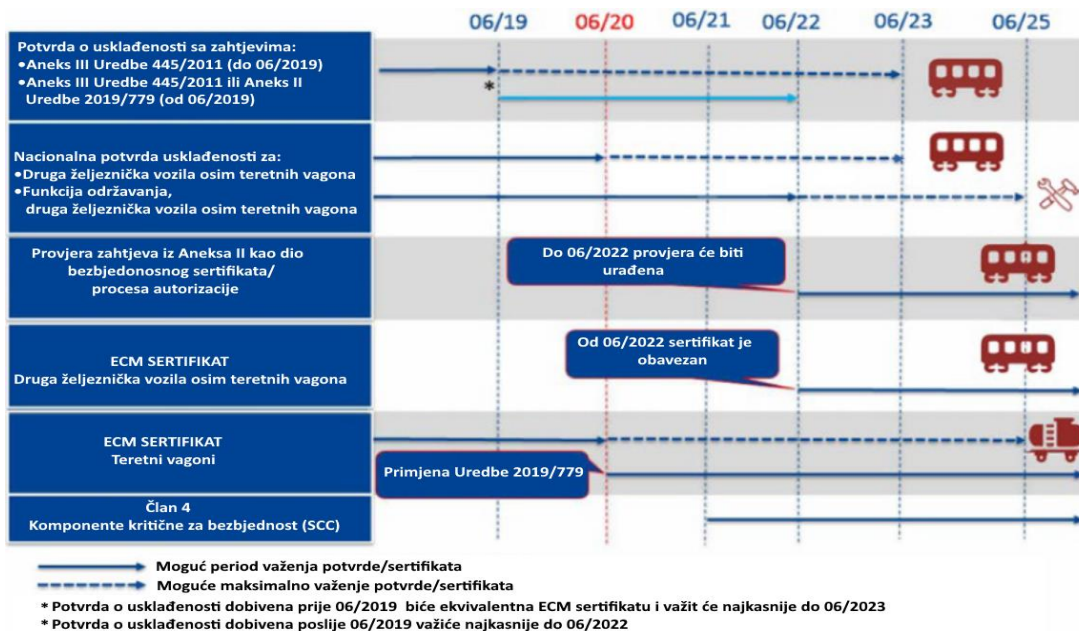 06/19 06/20 06/21 06/22 06/23 06/25
Potvrda o usklađenosti sa zahtjevima:
•Aneks III Uredbe 445/2011 (do 06/2019)
•Aneks III Uredbe 445/2011 ili Aneks II
Uredbe 2019/779 (od 06/2019)
*
Nacionalna potvrda usklađenosti za:
•Druga željeznička vozila osim teretnih vagona
•Funkcija održavanja,
druga željeznička vozila osim teretnih vagona
Provjera zahtjeva iz Aneksa II kao dio
bezbjedonosnog sertifikata/
procesa autorizacije
Do 06/2022 provjera će biti
urađena
ECM SERTIFIKAT
Druga željeznička vozila osim teretnih vagona
Od 06/2022 sertifikat je
obavezan
ECM SERTIFIKAT
Teretni vagoni
Primjena Uredbe 2019/779
Član 4
Komponente kritične za bezbjednost (SCC)
Moguć period važenja potvrde/sertifikata
Moguće maksimalno važenje potvrde/sertifikata
* Potvrda o usklađenosti dobivena prije 06/2019 biće ekvivalentna ECM sertifikatu i važit će najkasnije do 06/2023
* Potvrda o usklađenosti dobivena poslije 06/2019 važiće najkasnije do 06/2022